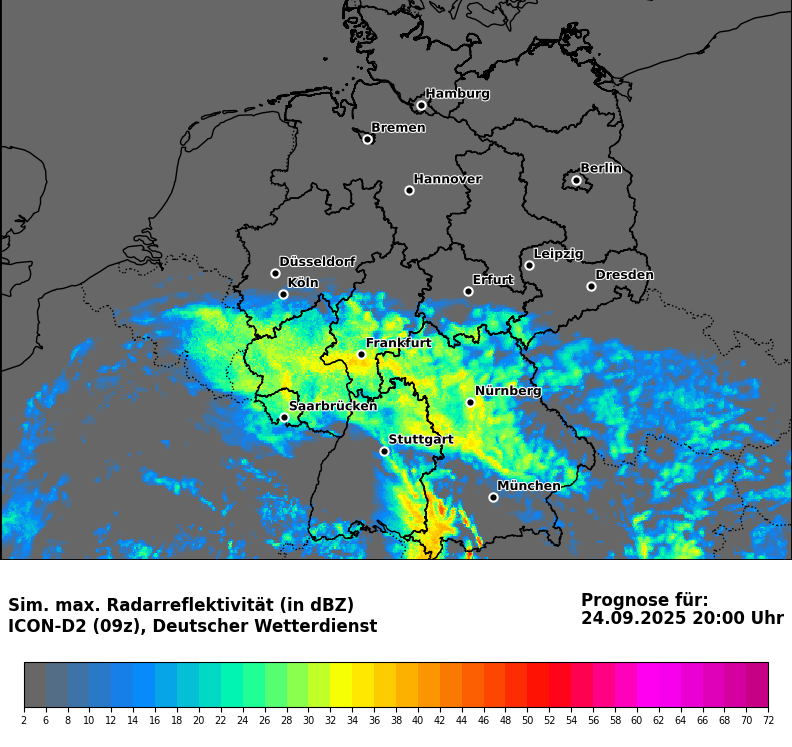 Hamburg
Bremen
Berlin
Hannover
Leipzig
Düsseldorf
Dresden
Köln
Erfurt
Frankfurt
Nürnberg
Saarbrücken
Stuttgart
München
Sim. max. Radarreflektivität (in dBZ)
ICON-D2 (09z), Deutscher Wetterdienst
Prognose für:
24.09.2025 20:00 Uhr
2 6 8 10 12 14 16 18 20 22 24 26 28 30 32 34 36 38 40 42 44 46 48 50 52 54 56 58 60 62 64 66 68 70 72